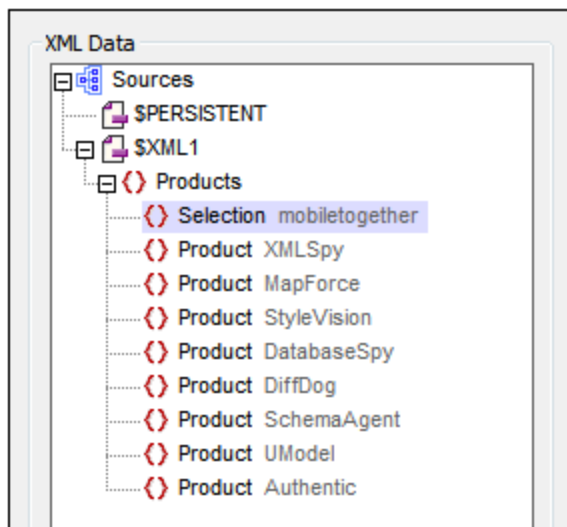 XML Data
Sources
$PERSISTENT
$XML1
Products
Selection mobiletogether
Product XMLSpy
Product MapForce
Product StyleVision
Product DatabaseSpy
Product DiffDog
Product SchemaAgent
Product UModel
Product Authentic